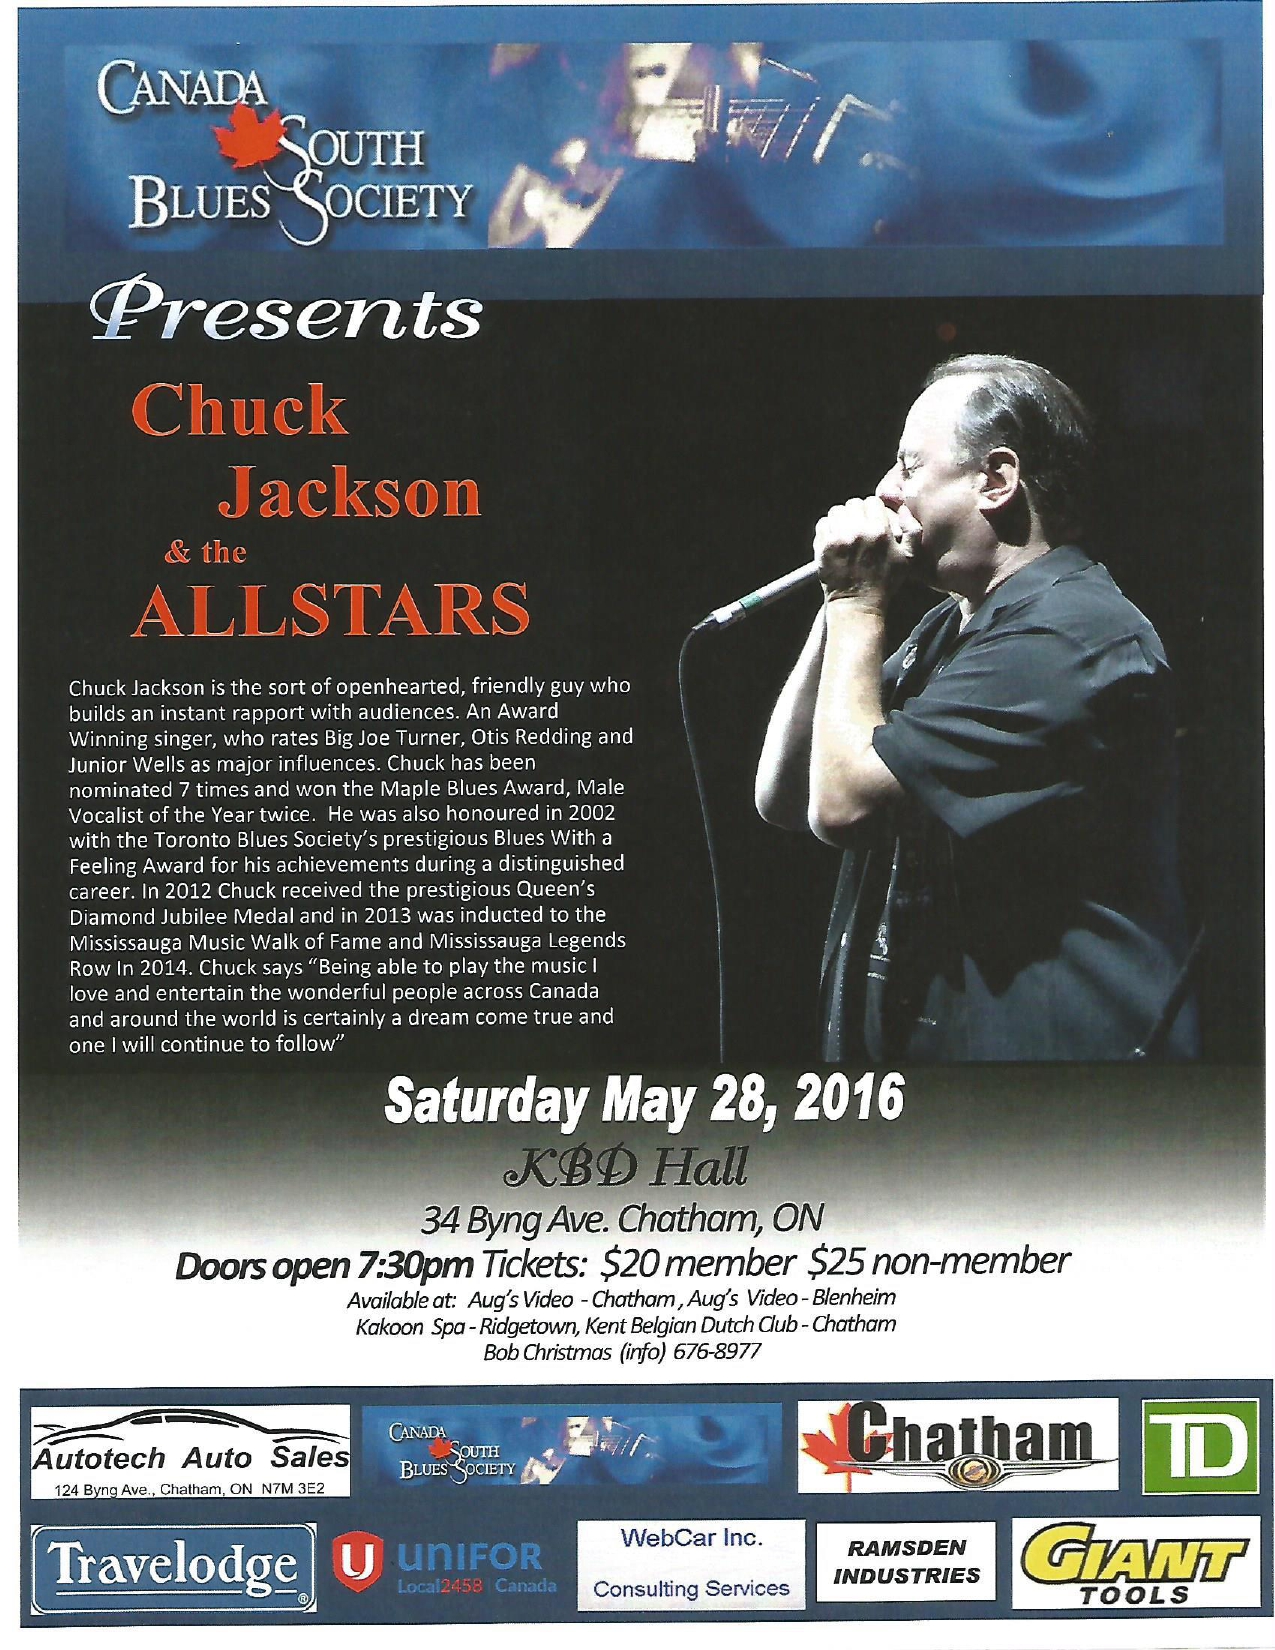 CANADA
SOUTH
BLUES SOCIETY
Presents
Chuck
Jackson
& the
ALLSTARS
Chuck Jackson is the sort of openhearted, friendly guy who
builds an instant rapport with audiences. An Award
Winning singer, who rates Big Joe Turner, Otis Redding and
Junior Wells as major influences. Chuck has been
nominated 7 times and won the Maple Blues Award, Male
Vocalist of the Year twice.  He was also honoured in 2002
with the Toronto Blues Society’s prestigious Blues With a
Feeling Award for his achievements during a distinguished
career. In 2012 Chuck received the prestigious Queen’s
Diamond Jubilee Medal and in 2013 was inducted to the
Mississauga Music Walk of Fame and Mississauga Legends
Row In 2014. Chuck says “Being able to play the music I
love and entertain the wonderful people across Canada
and around the world is certainly a dream come true and
one I will continue to follow”
Saturday May 28, 2016
KBD Hall
34 Byng Ave. Chatham, ON
Doors open 7:30pm Tickets: $20 member $25 non-member
Available at: Aug’s Video - Chatham, Aug’s Video - Blenheim
Kakoon Spa - Ridgetown, Kent Belgian Dutch Club - Chatham
Bob Christmas (info) 676-8977
Autotech Auto Sales
124 Byng Ave., Chatham, ON N7M 3E2
CANADA
SOUTH
BLUES SOCIETY
Chatham
TD
Travelodge®
U UNIFOR
Local2458 Canada
WebCar Inc.
Consulting Services
RAMSDEN
INDUSTRIES
GIANT
TOOLS